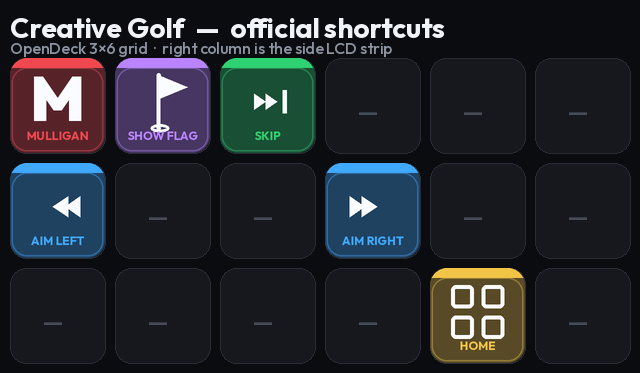 Creative Golf — official shortcuts
OpenDeck 3×6 grid · right column is the side LCD strip
M
MULLIGAN
SHOW FLAG
SKIP
— — —
AIM LEFT
— —
AIM RIGHT
— —
— — — —
HOME
—